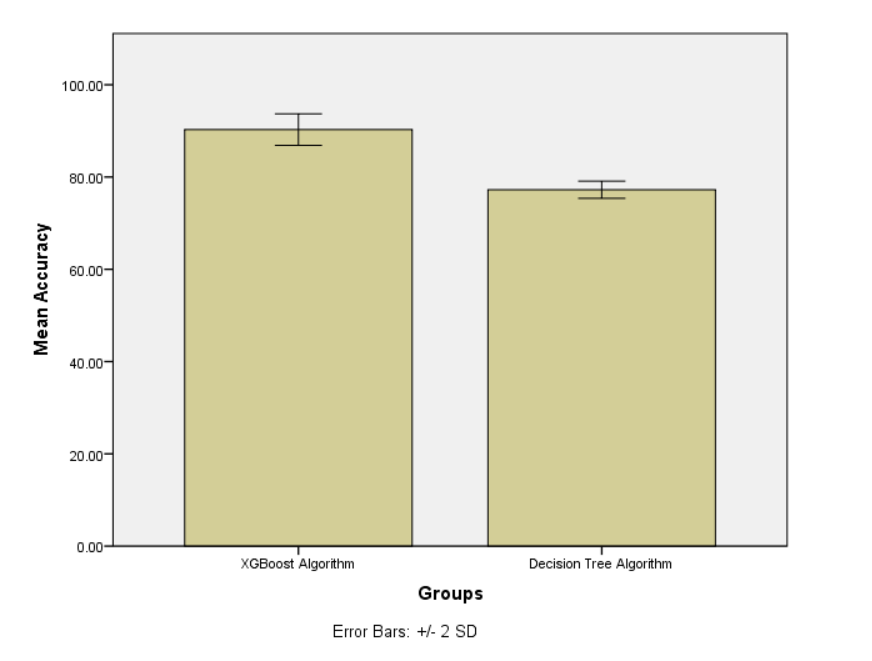 100.00
80.00
60.00
40.00
20.00
0.00
Mean Accuracy
XGBoost Algorithm
Decision Tree Algorithm
Groups
Error Bars: +/- 2 SD